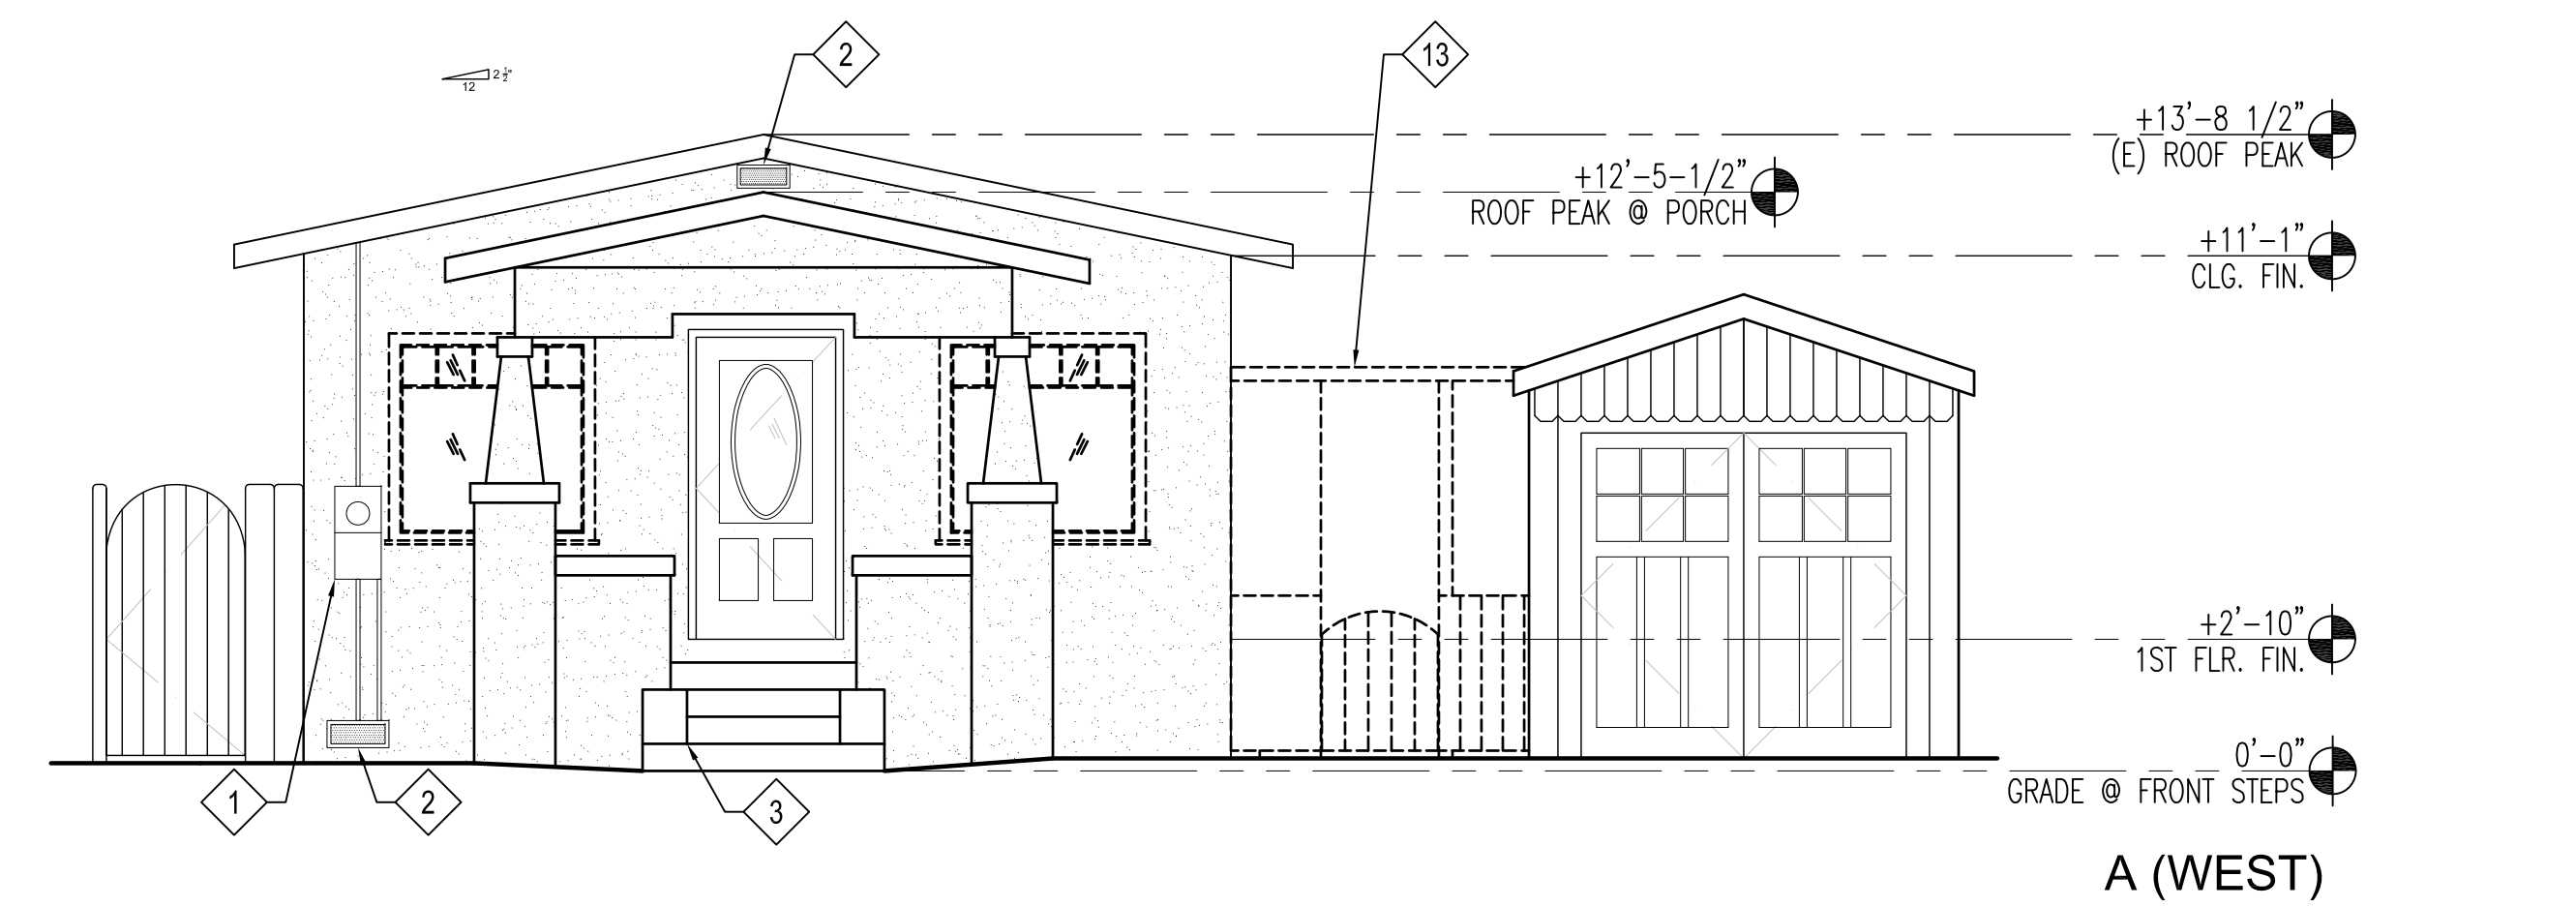 2
13
2 1/2"
12
+13'-8 1/2"
(E) ROOF PEAK
+12'-5-1/2"
ROOF PEAK @ PORCH
+11'-1"
CLG. FIN.
+2'-10"
1ST FLR. FIN.
0'-0"
GRADE @ FRONT STEPS
1
2
3
A (WEST)